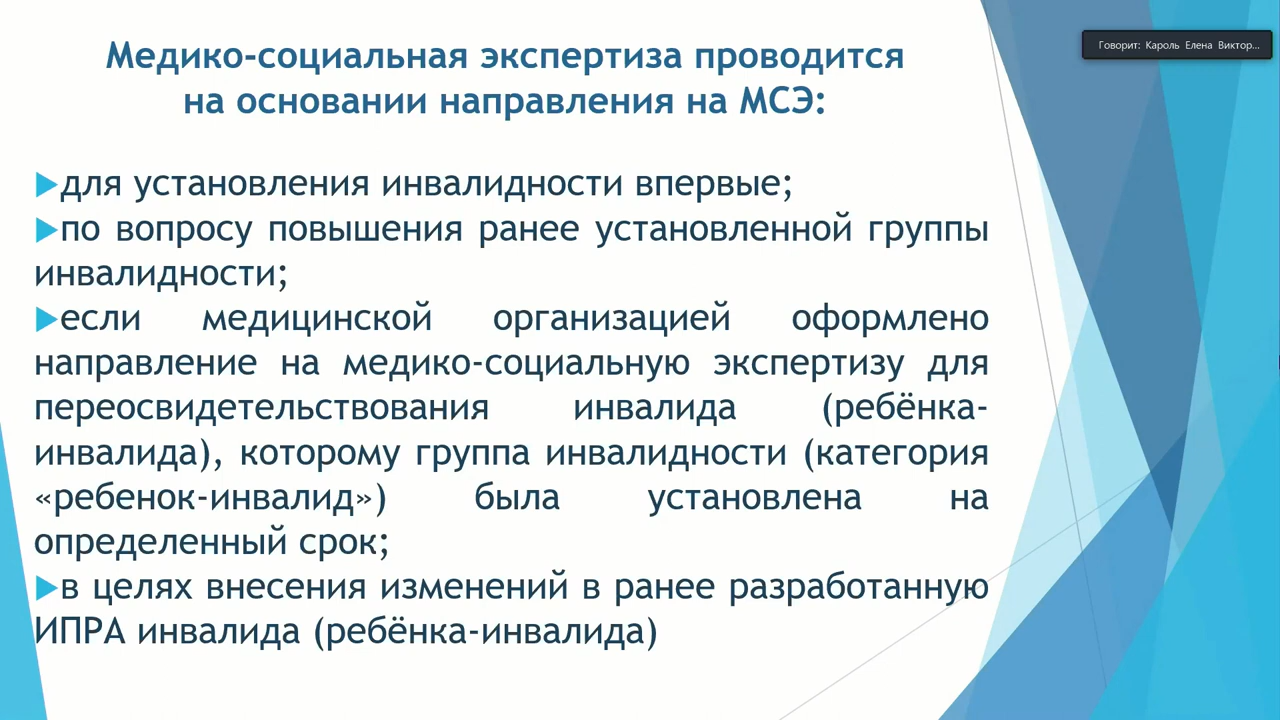 Медико-социальная экспертиза проводится
на основании направления на МСЭ:
Говорит: Кароль Елена Виктор...
для установления инвалидности впервые;
по вопросу повышения ранее установленной группы
инвалидности;
если медицинской организацией оформлено
направление на медико-социальную экспертизу для
переосвидетельствования инвалида (ребёнка-
инвалида), которому группа инвалидности (категория
«ребенок-инвалид») была установлена на
определенный срок;
в целях внесения изменений в ранее разработанную
ИПРА инвалида (ребёнка-инвалида)